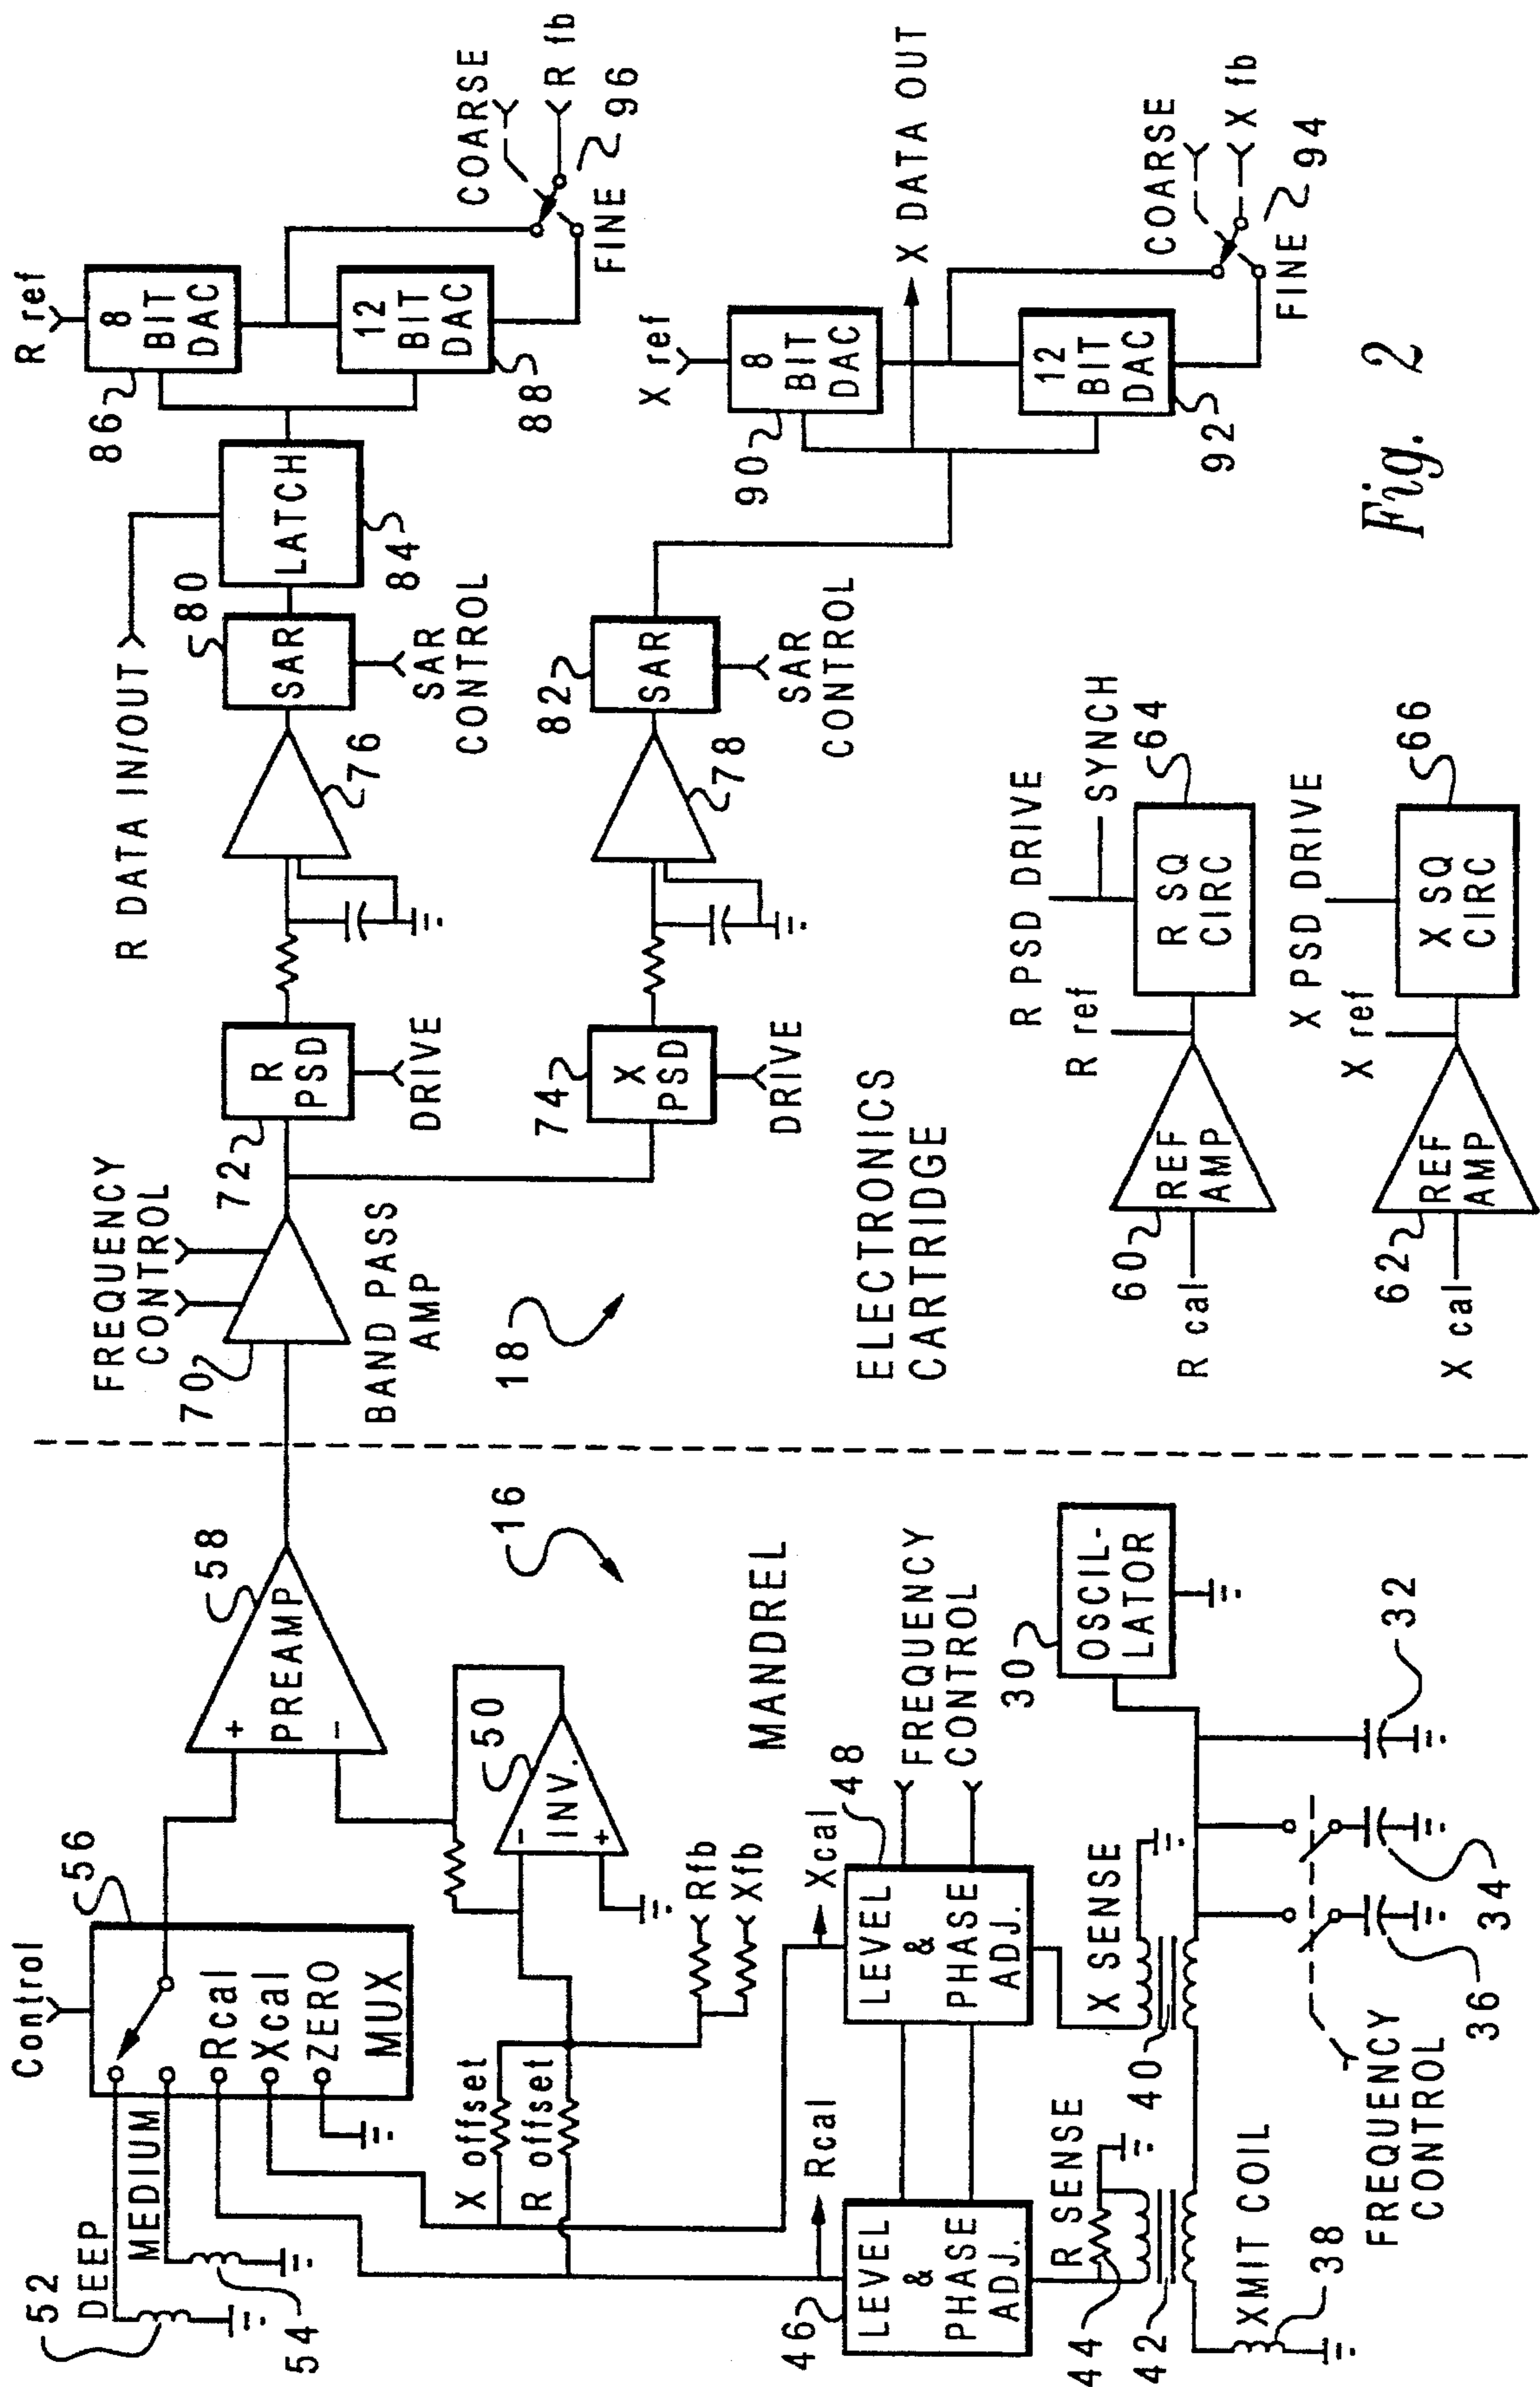 Control
56
52
DEEP
MEDIUM
54
Rcal
Xcal
ZERO
MUX
X offset
R offset
+
PREAMP
-
58
-
INV.
+
50
Rfb
Xfb
16
MANDREL
Rcal
Xcal
46
LEVEL
&
PHASE
ADJ.
LEVEL
&
PHASE
ADJ.
48
FREQUENCY
CONTROL
R SENSE
44
42
X SENSE
40
XMIT COIL
38
30
OSCIL-
LATOR
32
34
36
FREQUENCY
CONTROL
FREQUENCY
CONTROL
70
BAND PASS
AMP
18
ELECTRONICS
CARTRIDGE
72
R
PSD
DRIVE
74
X
PSD
DRIVE
76
78
R DATA IN/OUT
80
SAR
SAR
CONTROL
82
SAR
SAR
CONTROL
LATCH
84
R ref
86
8
BIT
DAC
12
BIT
DAC
88
COARSE
R fb
FINE
96
X ref
90
8
BIT
DAC
X DATA OUT
12
BIT
DAC
92
COARSE
X fb
FINE
94
R cal
60
REF
AMP
R ref
R PSD DRIVE
SYNCH
R SQ
CIRC
64
X cal
62
REF
AMP
X ref
X PSD DRIVE
X SQ
CIRC
66
Fig. 2